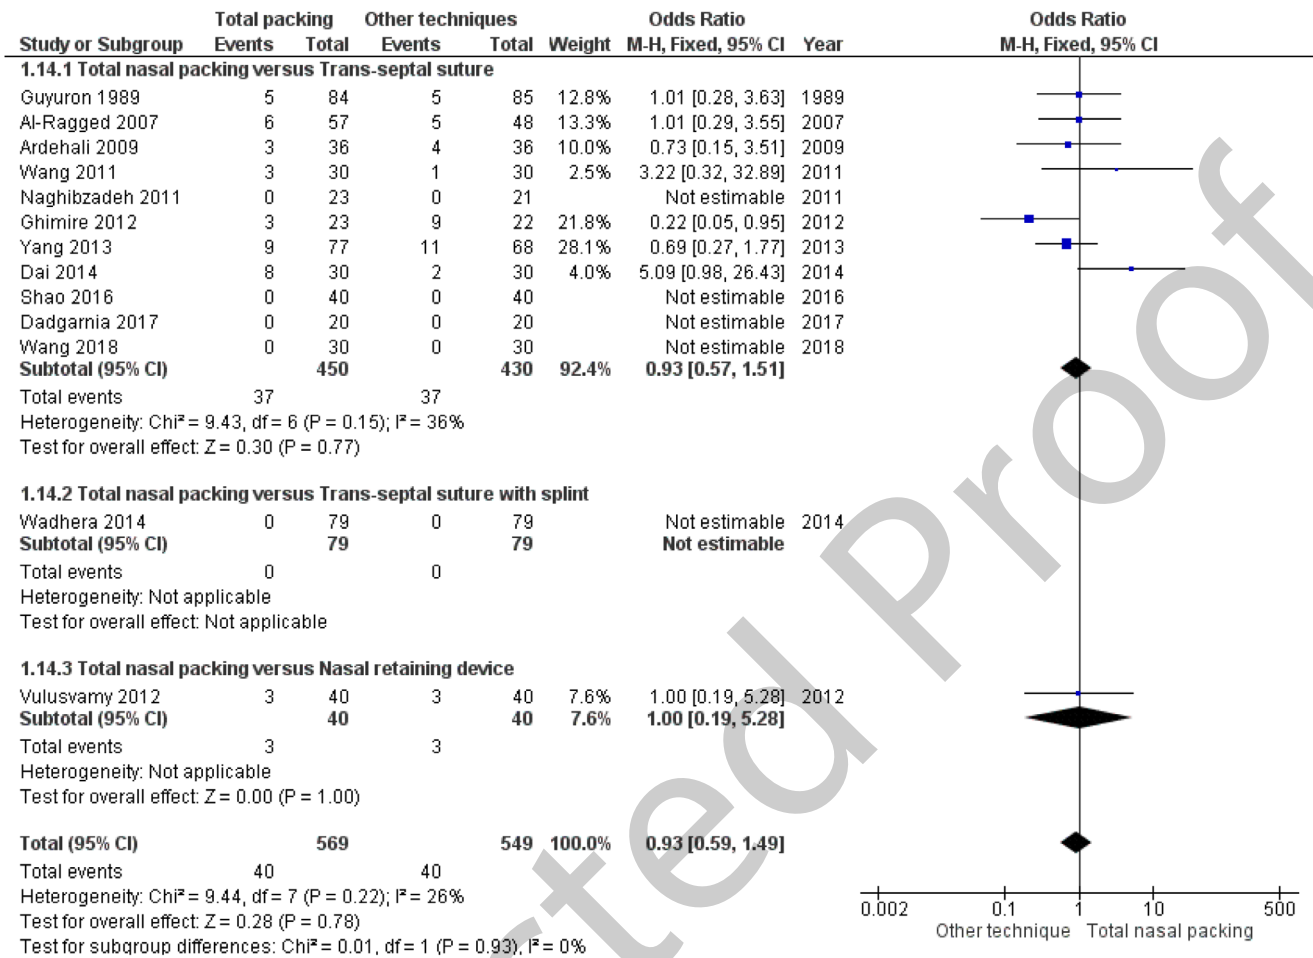 Total packing Other techniques Odds Ratio Odds Ratio
Study or Subgroup Events Total Events Total Weight M-H, Fixed, 95% CI Year M-H, Fixed, 95% CI
1.14.1 Total nasal packing versus Trans-septal suture
Guyuron 1989 5 84 5 85 12.8% 1.01 [0.28, 3.63] 1989
Al-Ragged 2007 6 57 5 48 13.3% 1.01 [0.29, 3.55] 2007
Ardehali 2009 3 36 4 36 10.0% 0.73 [0.15, 3.51] 2009
Wang 2011 3 30 1 30 2.5% 3.22 [0.32, 32.89] 2011
Naghibzadeh 2011 0 23 0 21 Not estimable 2011
Ghimire 2012 3 23 9 22 21.8% 0.22 [0.05, 0.95] 2012
Yang 2013 9 77 11 68 28.1% 0.69 [0.27, 1.77] 2013
Dai 2014 8 30 2 30 4.0% 5.09 [0.98, 26.43] 2014
Shao 2016 0 40 0 40 Not estimable 2016
Dadgarnia 2017 0 20 0 20 Not estimable 2017
Wang 2018 0 30 0 30 Not estimable 2018
Subtotal (95% CI) 450 430 92.4% 0.93 [0.57, 1.51]
Total events 37 37
Heterogeneity: Chi² = 9.43, df = 6 (P = 0.15); I² = 36%
Test for overall effect: Z = 0.30 (P = 0.77)
1.14.2 Total nasal packing versus Trans-septal suture with splint
Wadhera 2014 0 79 0 79 Not estimable 2014
Subtotal (95% CI) 79 79 Not estimable
Total events 0 0
Heterogeneity: Not applicable
Test for overall effect: Not applicable
1.14.3 Total nasal packing versus Nasal retaining device
Vulusvamy 2012 3 40 3 40 7.6% 1.00 [0.19, 5.28] 2012
Subtotal (95% CI) 40 40 7.6% 1.00 [0.19, 5.28]
Total events 3 3
Heterogeneity: Not applicable
Test for overall effect: Z = 0.00 (P = 1.00)
Total (95% CI) 569 549 100.0% 0.93 [0.59, 1.49]
Total events 40 40
Heterogeneity: Chi² = 9.44, df = 7 (P = 0.22); I² = 26%
Test for overall effect: Z = 0.28 (P = 0.78)
Test for subgroup differences: Chi² = 0.01, df = 1 (P = 0.93), I² = 0%
0.002 0.1 1 10 500
Other technique Total nasal packing
ted Proof